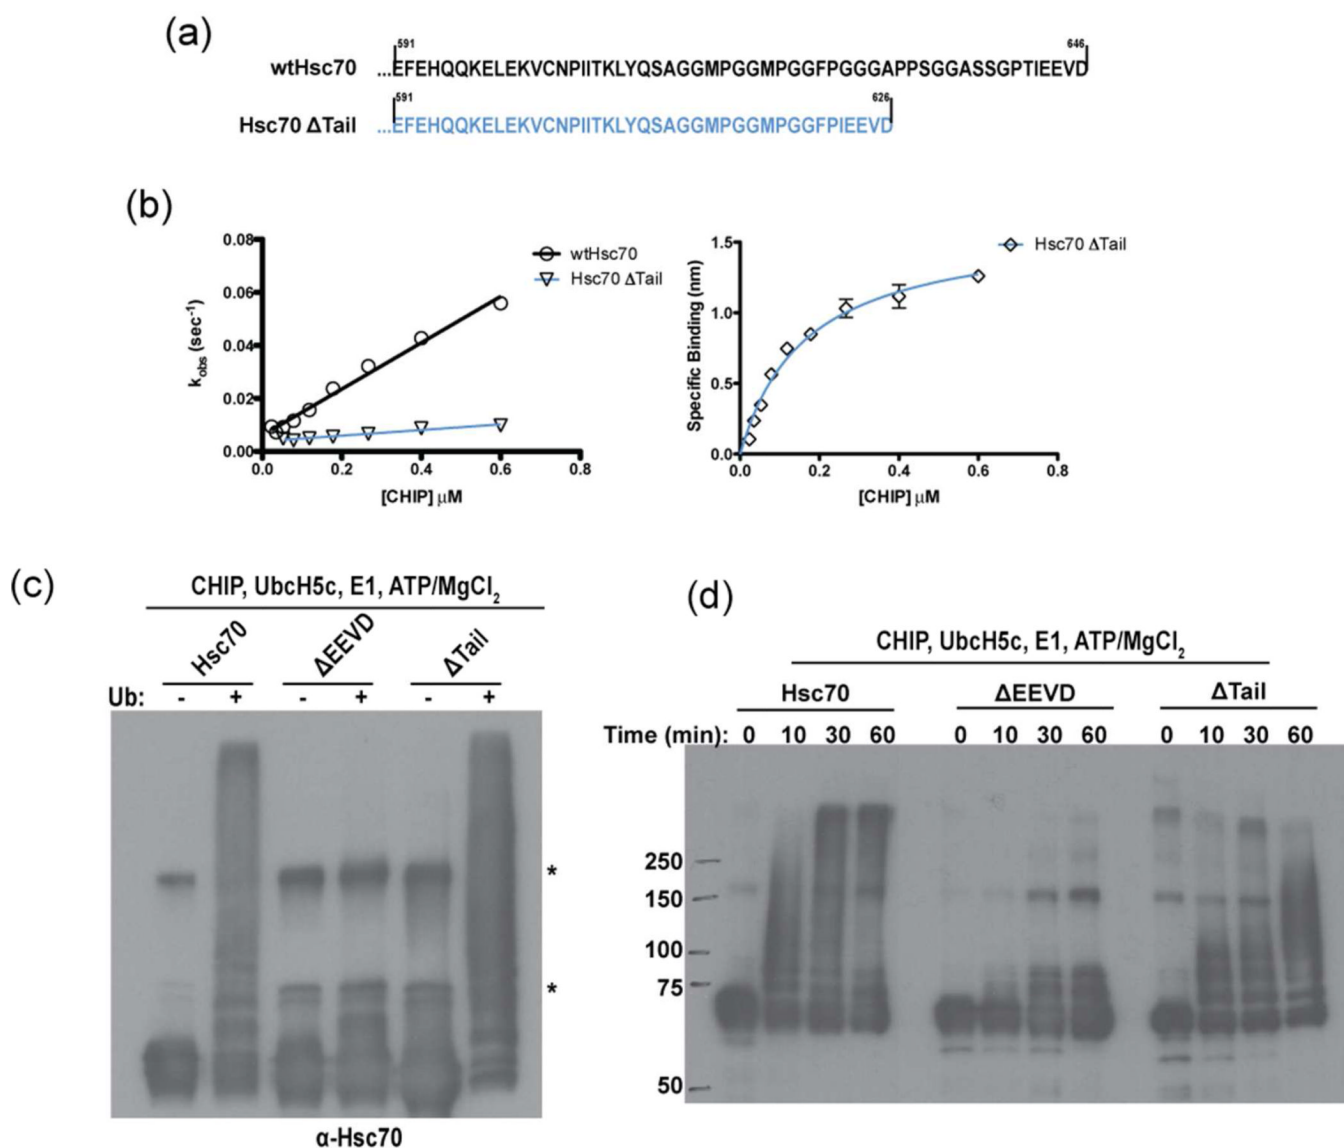 (a)
591 646
wtHsc70 ...EFEHQQKELEKVCNPIITKLYQSAGGMPGGMPGGFPGGGAPPSGGASSGPTIEEVD
591 626
Hsc70 ΔTail ...EFEHQQKELEKVCNPIITKLYQSAGGMPGGMPGGFPIEEVD
(b)
0.08
0.06
0.04
0.02
0.00
kobs (sec-1)
0.0 0.2 0.4 0.6 0.8
[CHIP] μM
wtHsc70
Hsc70 ΔTail
1.5
1.0
0.5
0.0
Specific Binding (nm)
0.0 0.2 0.4 0.6 0.8
[CHIP] μM
Hsc70 ΔTail
(c)
CHIP, UbcH5c, E1, ATP/MgCl2
Hsc70 ΔEEVD ΔTail
Ub: - + - + - +
*
*
α-Hsc70
(d)
CHIP, UbcH5c, E1, ATP/MgCl2
Hsc70 ΔEEVD ΔTail
Time (min): 0 10 30 60 0 10 30 60 0 10 30 60
250
150
100
75
50